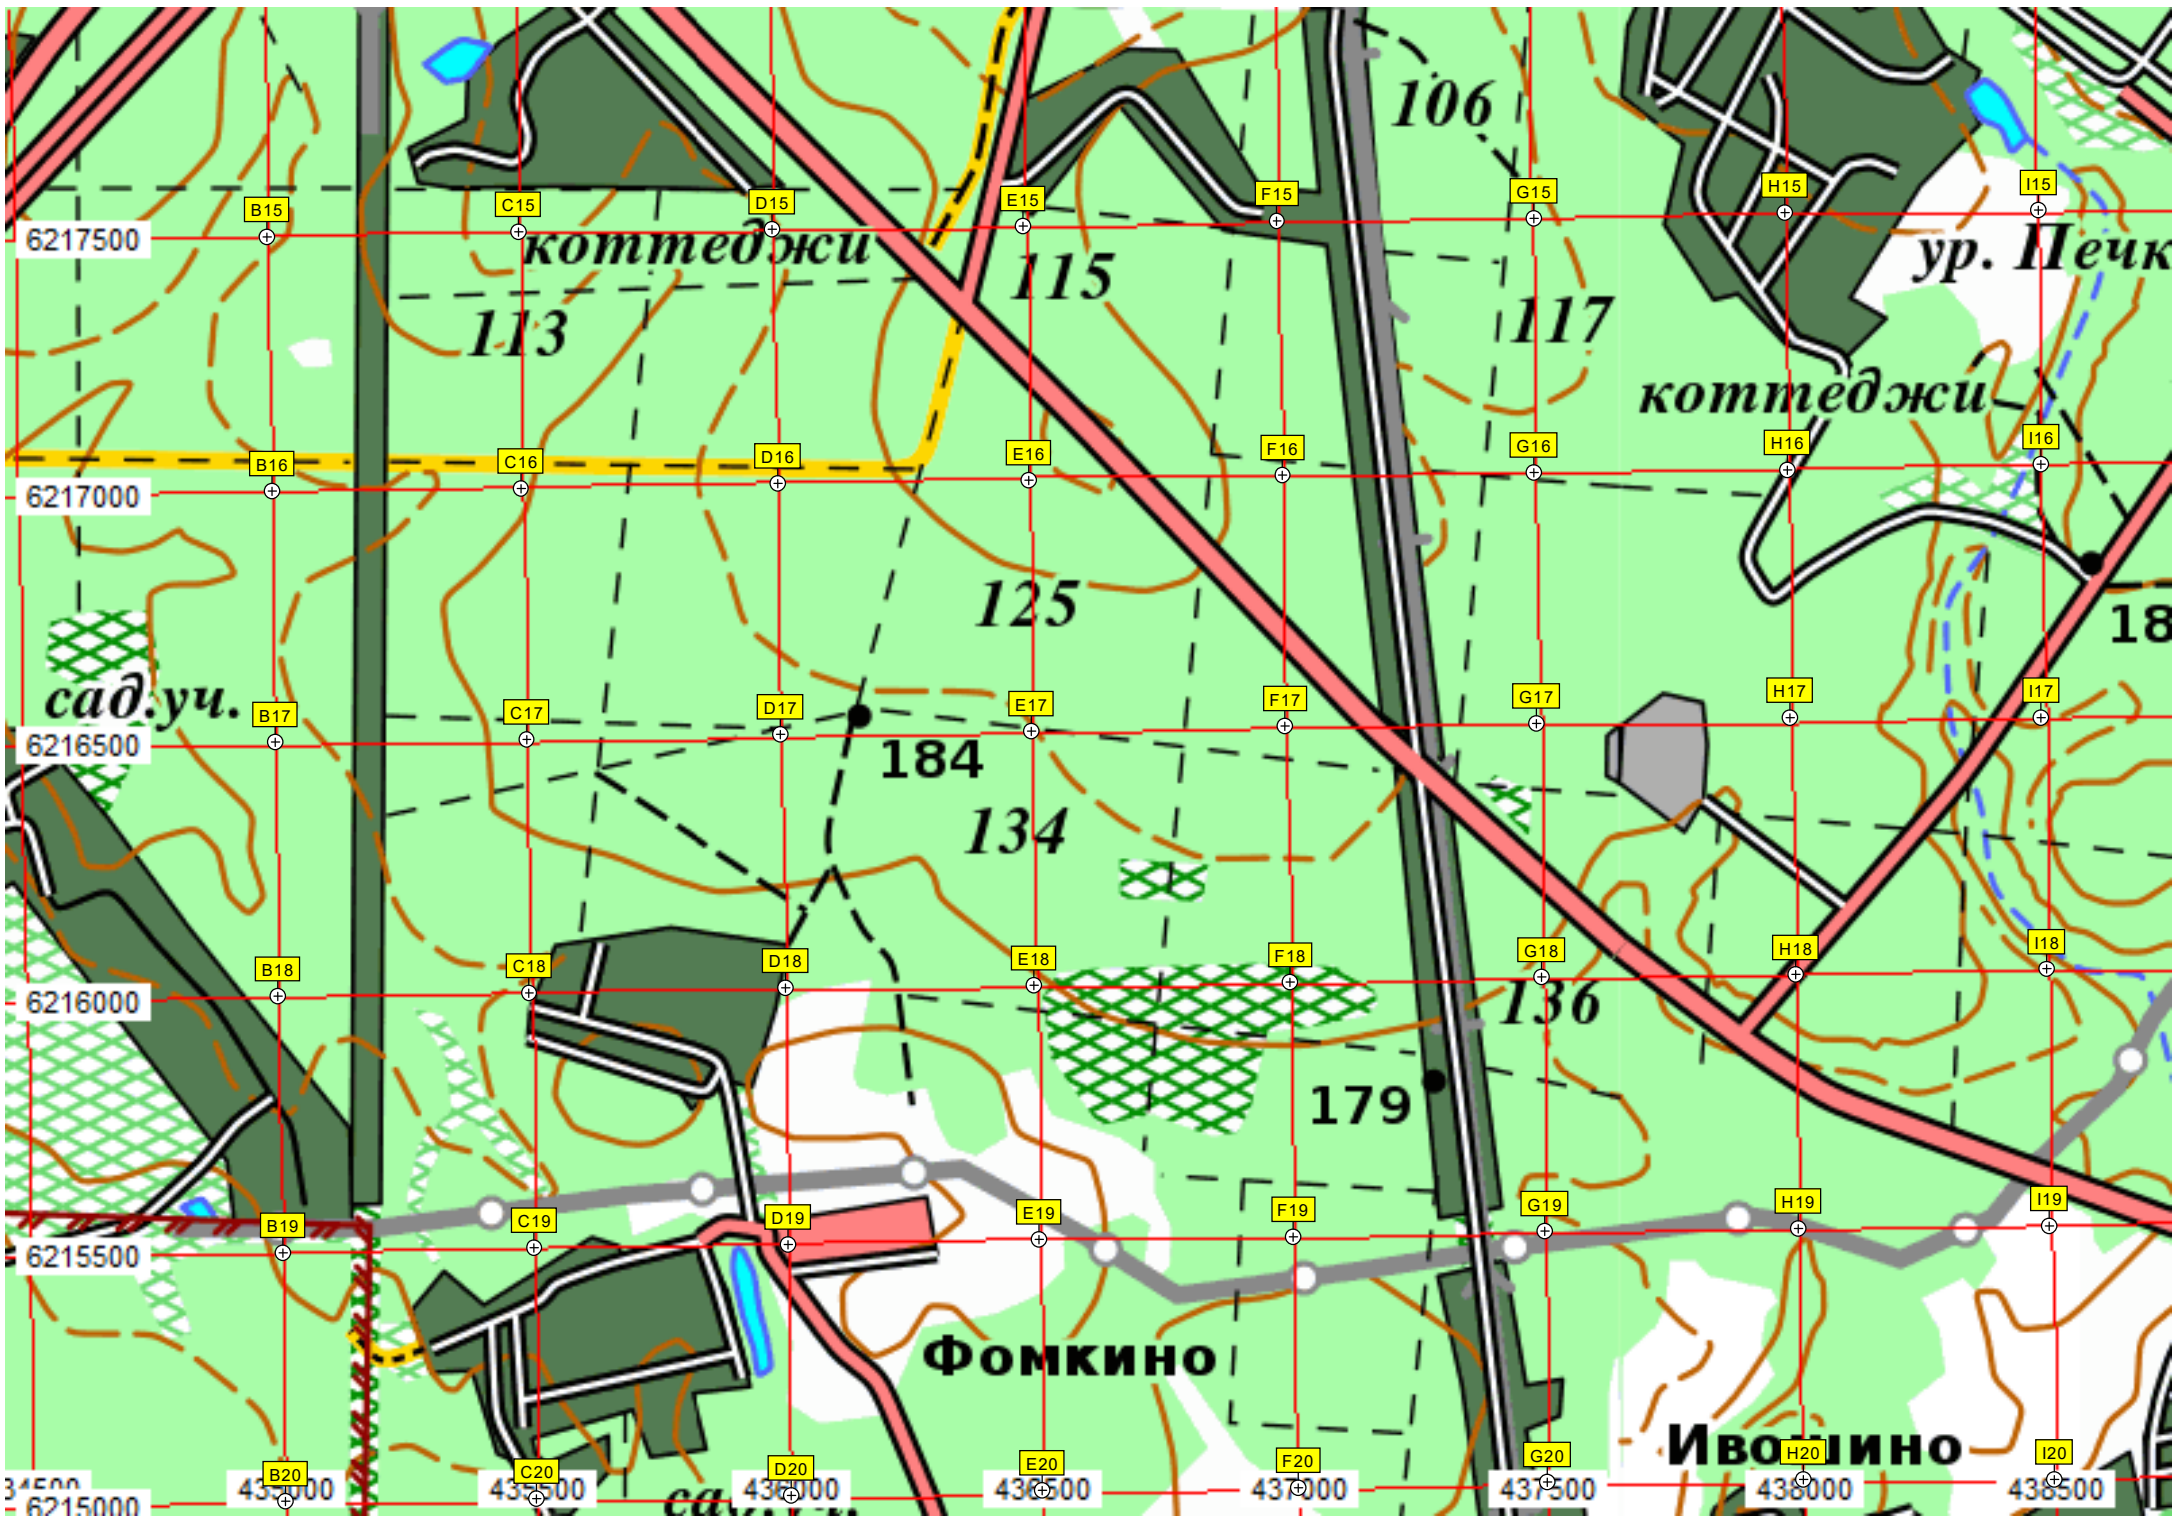 106
B15 C15 D15 E15 F15 G15 H15 I15
6217500
коттеджи
115
ур. Печк
113
117
коттеджи
B16 C16 D16 E16 F16 G16 H16 I16
6217000
125
18
сад.уч.
B17 C17 D17 E17 F17 G17 H17 I17
6216500
184
134
B18 C18 D18 E18 F18 G18 H18 I18
6216000
136
179
B19 C19 D19 E19 F19 G19 H19 I19
6215500
Фомкино
Ивошино
B20 C20 D20 E20 F20 G20 H20 I20
435500 436000 436500 437000 437500 438000 438500
6215000